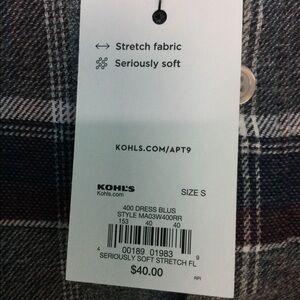 Stretch fabric
Seriously soft
KOHLS.COM/APT9
KOHL'S
Kohls.com
SIZE S
400 DRESS BLUS
STYLE MA03W400RR
153 40 40
4 00189 01983 9
SERIOUSLY SOFT STRETCH FL
$40.00
RPI